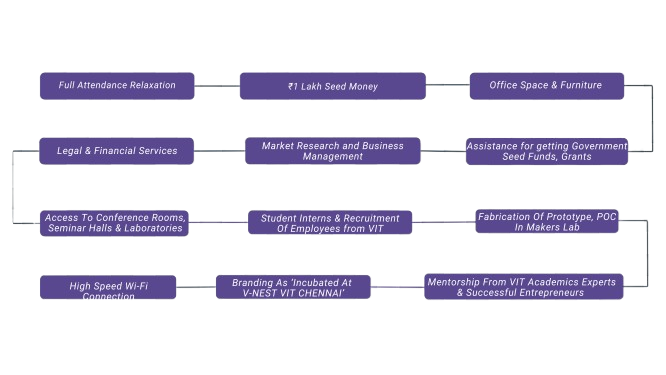 Full Attendance Relaxation
₹1 Lakh Seed Money
Office Space & Furniture
Legal & Financial Services
Market Research and Business
Management
Assistance for getting Government
Seed Funds, Grants
Access To Conference Rooms,
Seminar Halls & Laboratories
Student Interns & Recruitment
Of Employees from VIT
Fabrication Of Prototype, POC
In Makers Lab
High Speed Wi-Fi
Connection
Branding As 'Incubated At
V-NEST VIT CHENNAI'
Mentorship From VIT Academics Experts
& Successful Entrepreneurs